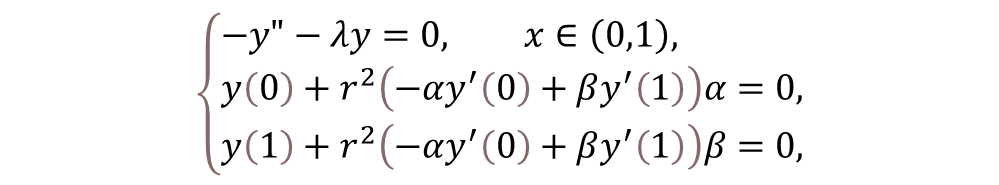 −y" − λy = 0, x ∈ (0,1),
y(0) + r²(−αy′(0) + βy′(1))α = 0,
y(1) + r²(−αy′(0) + βy′(1))β = 0,